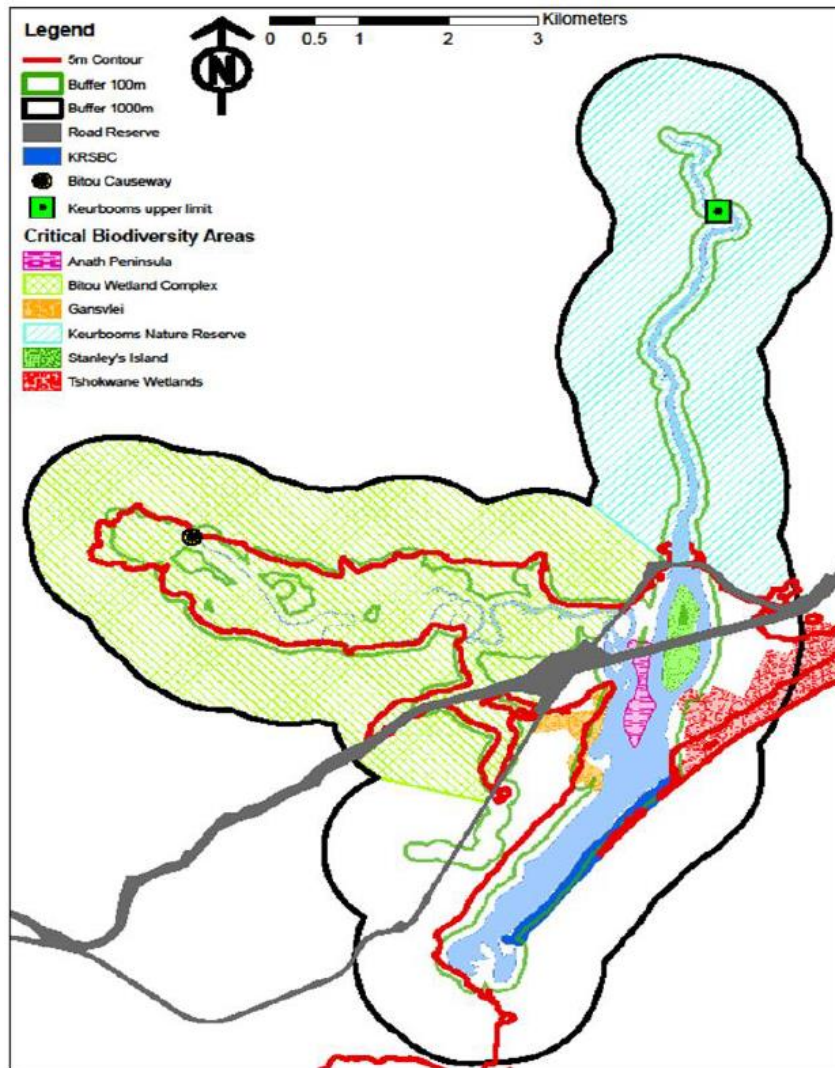 Kilometers
0 0.5 1 2 3
N
Legend
5m Contour
Buffer 100m
Buffer 1000m
Road Reserve
KRSBC
Bitou Causeway
Keurbooms upper limit
Critical Biodiversity Areas
Anath Peninsula
Bitou Wetland Complex
Gansvlei
Keurbooms Nature Reserve
Stanley's Island
Tshokwane Wetlands